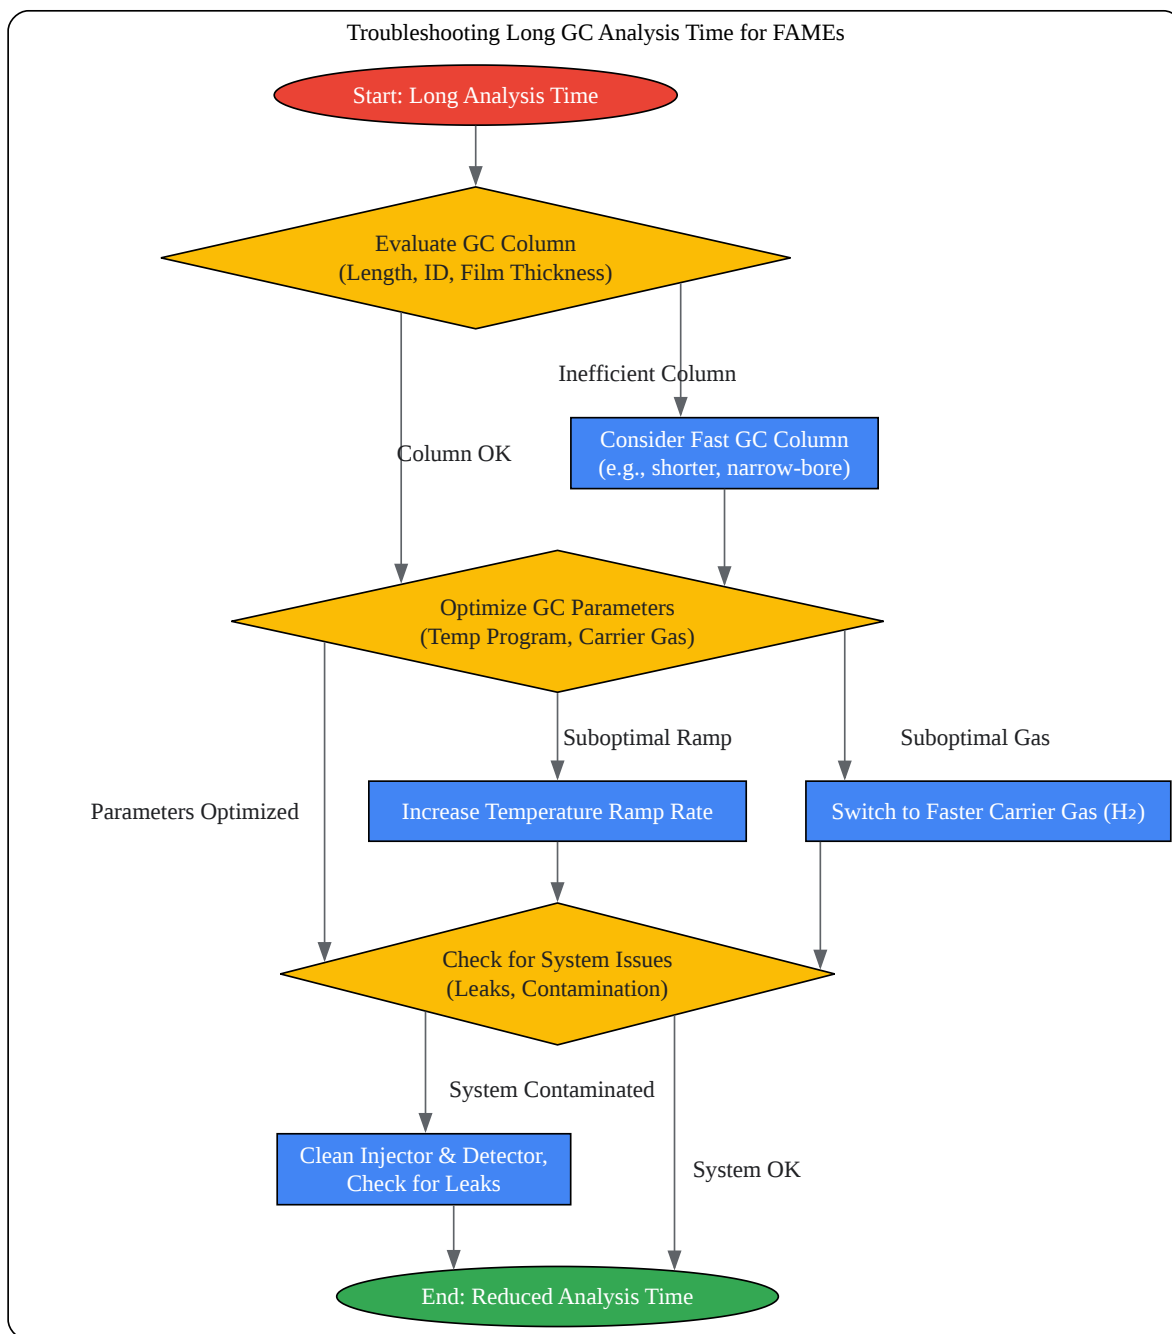 Troubleshooting Long GC Analysis Time for FAMEs
Start: Long Analysis Time
Evaluate GC Column
(Length, ID, Film Thickness)
Inefficient Column
Consider Fast GC Column
(e.g., shorter, narrow-bore)
Column OK
Optimize GC Parameters
(Temp Program, Carrier Gas)
Suboptimal Ramp
Suboptimal Gas
Parameters Optimized
Increase Temperature Ramp Rate
Switch to Faster Carrier Gas (H₂)
Check for System Issues
(Leaks, Contamination)
System Contaminated
Clean Injector & Detector,
Check for Leaks
System OK
End: Reduced Analysis Time